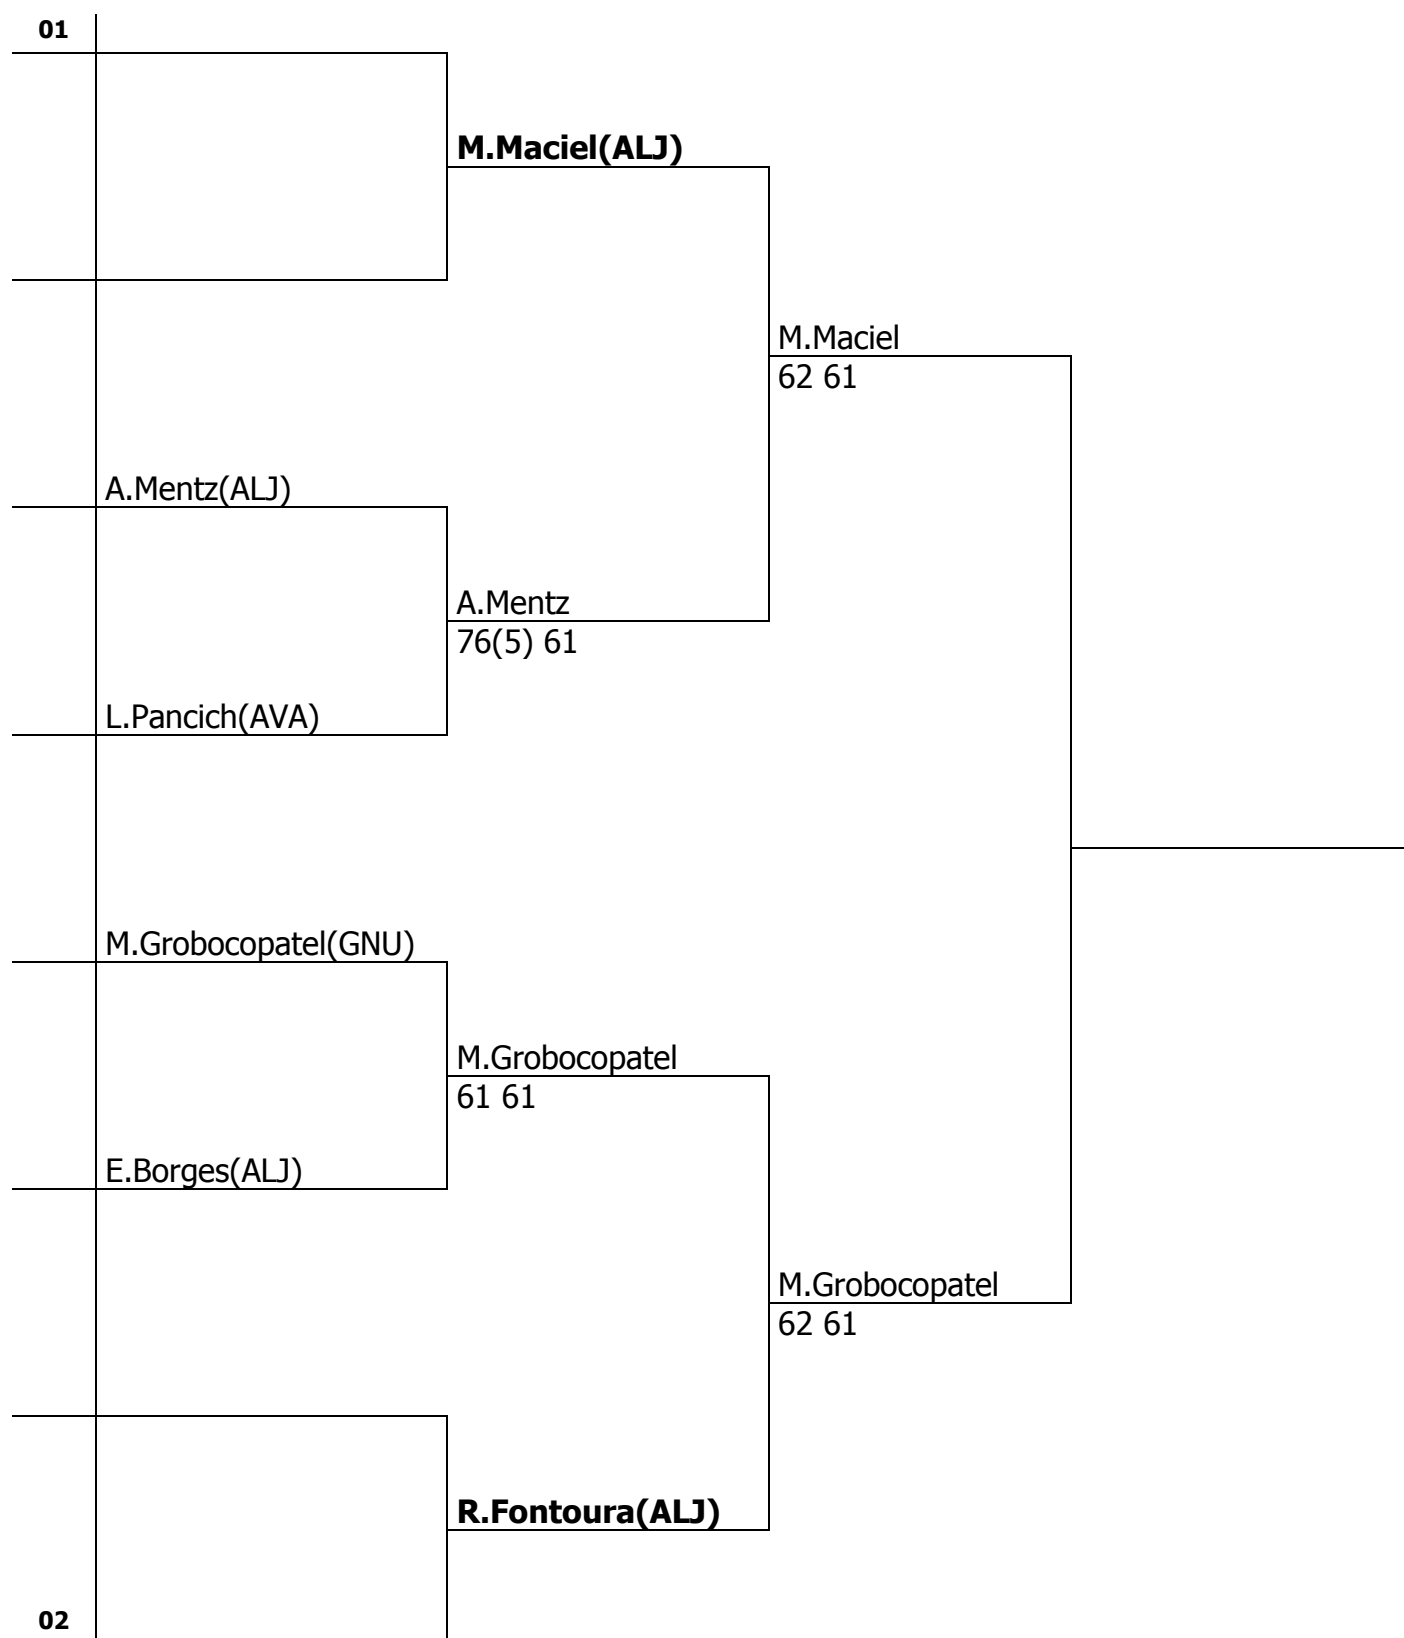 01
M.Maciel(ALJ)
M.Maciel
62 61
A.Mentz(ALJ)
A.Mentz
76(5) 61
L.Pancich(AVA)
M.Grobocopatel(GNU)
M.Grobocopatel
61 61
E.Borges(ALJ)
M.Grobocopatel
62 61
R.Fontoura(ALJ)
02